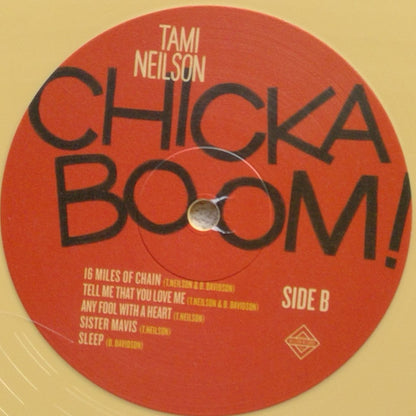 TAMI
NEILSON
CHICKA
BOOM!
16 MILES OF CHAIN (T.NEILSON & D. DAVIDSON)
TELL ME THAT YOU LOVE ME (T.NEILSON & D. DAVIDSON)
ANY FOOL WITH A HEART (T.NEILSON)
SISTER MAVIS (T.NEILSON)
SLEEP (D. DAVIDSON)
SIDE B